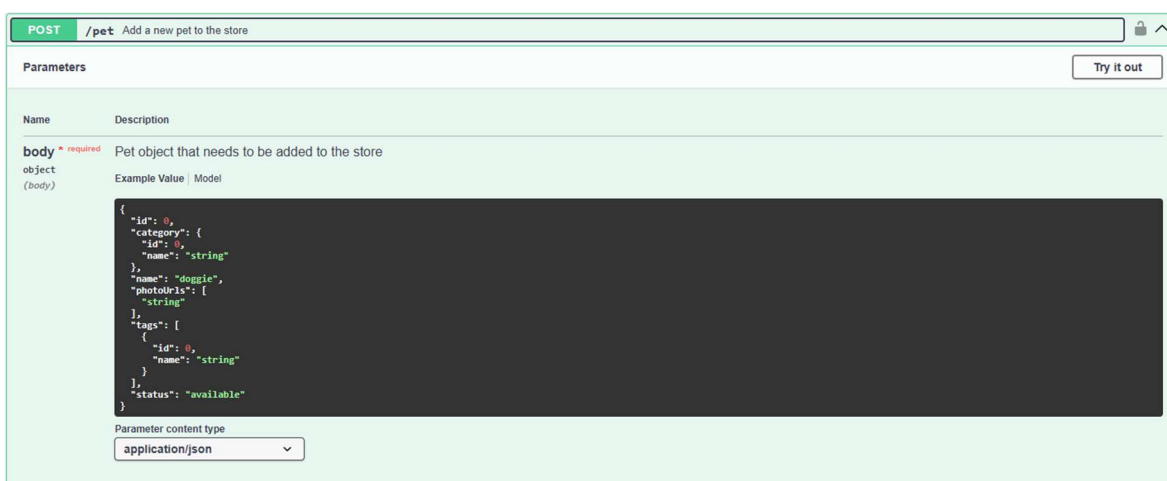 POST /pet Add a new pet to the store
Parameters Try it out
Name Description
body * required Pet object that needs to be added to the store
object
(body)
Example Value | Model
{
  "id": 0,
  "category": {
    "id": 0,
    "name": "string"
  },
  "name": "doggie",
  "photoUrls": [
    "string"
  ],
  "tags": [
    {
      "id": 0,
      "name": "string"
    }
  ],
  "status": "available"
}
Parameter content type
application/json